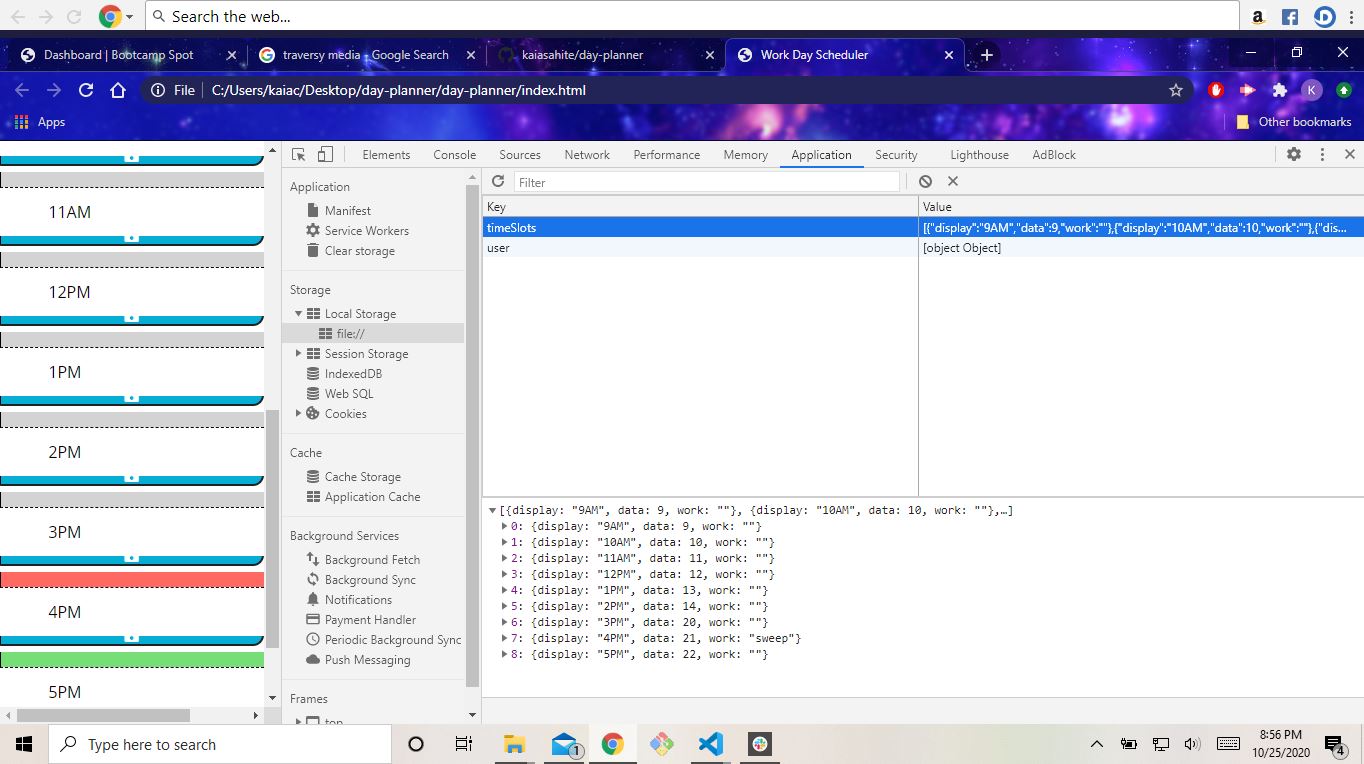 Search the web...
Dashboard | Bootcamp Spot
traversy media - Google Search
kaiasahite/day-planner
Work Day Scheduler
File
C:/Users/kaiac/Desktop/day-planner/day-planner/index.html
K
Apps
Other bookmarks
11AM
12PM
1PM
2PM
3PM
4PM
5PM
Elements Console Sources Network Performance Memory Application Security Lighthouse AdBlock
Application
Manifest
Service Workers
Clear storage
Storage
Local Storage
file://
Session Storage
IndexedDB
Web SQL
Cookies
Cache
Cache Storage
Application Cache
Background Services
Background Fetch
Background Sync
Notifications
Payment Handler
Periodic Background Sync
Push Messaging
Frames
top
Filter
Key Value
timeSlots [{"display":"9AM","data":9,"work":""},{"display":"10AM","data":10,"work":""},{"dis...
user [object Object]
[{display: "9AM", data: 9, work: ""}, {display: "10AM", data: 10, work: ""},…]
0: {display: "9AM", data: 9, work: ""}
1: {display: "10AM", data: 10, work: ""}
2: {display: "11AM", data: 11, work: ""}
3: {display: "12PM", data: 12, work: ""}
4: {display: "1PM", data: 13, work: ""}
5: {display: "2PM", data: 14, work: ""}
6: {display: "3PM", data: 20, work: ""}
7: {display: "4PM", data: 21, work: "sweep"}
8: {display: "5PM", data: 22, work: ""}
Type here to search
1
8:56 PM
10/25/2020
4